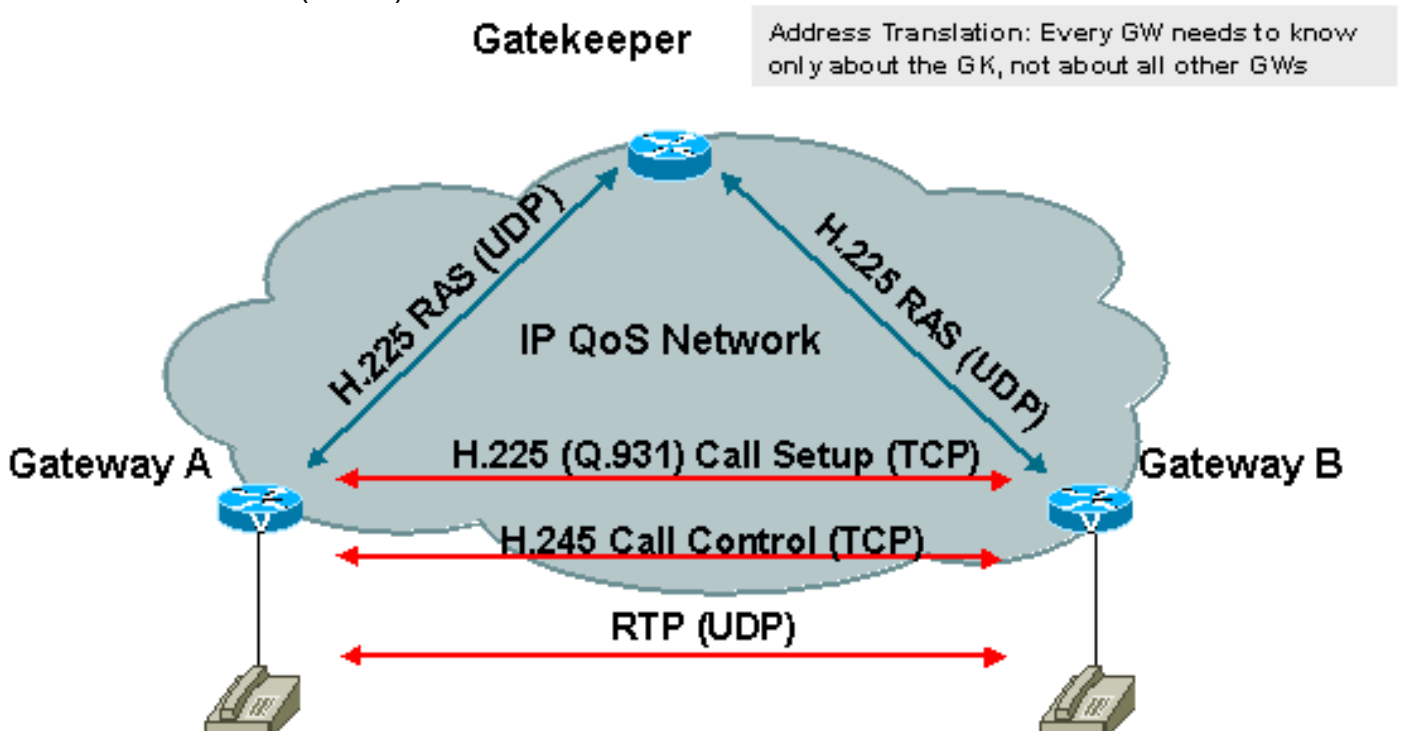 Gatekeeper
Address Translation: Every GW needs to know
only about the GK, not about all other GWs
H.225 RAS (UDP)
H.225 RAS (UDP)
IP QoS Network
Gateway A
H.225 (Q.931) Call Setup (TCP)
Gateway B
H.245 Call Control (TCP)
RTP (UDP)